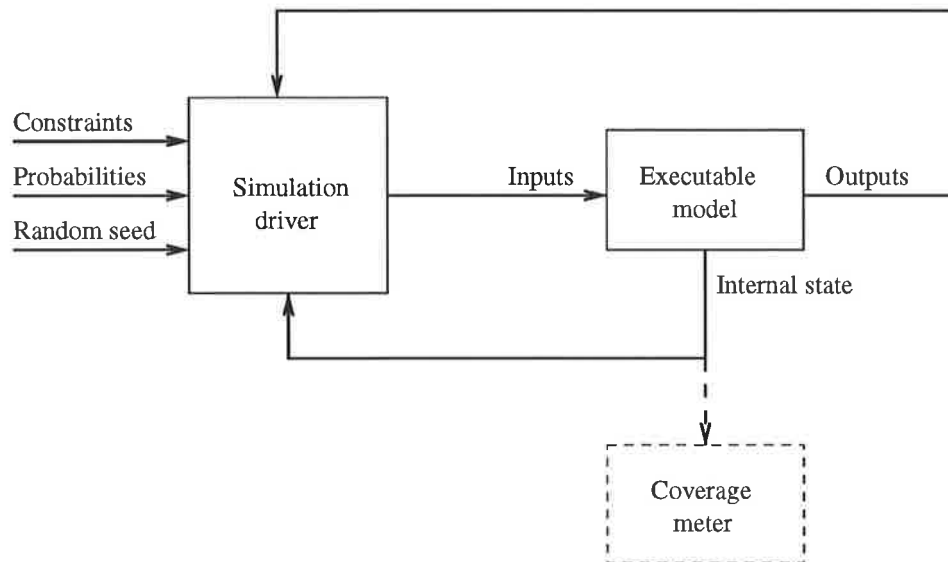 Constraints
Probabilities
Random seed
Simulation
driver
Inputs
Executable
model
Outputs
Internal state
Coverage
meter